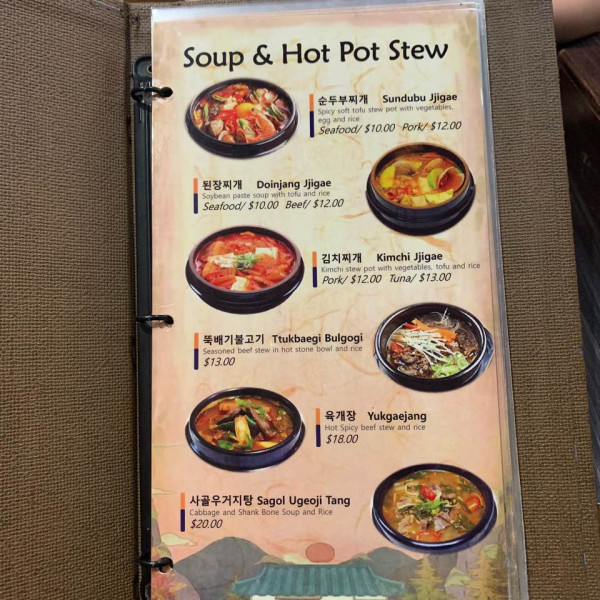 Soup & Hot Pot Stew
순두부찌개 Sundubu Jjigae
Spicy soft tofu stew pot with vegetables,
egg and rice
Seafood/ $10.00 Pork/ $12.00
된장찌개 Doinjang Jjigae
Soybean paste soup with tofu and rice
Seafood/ $10.00 Beef/ $12.00
김치찌개 Kimchi Jjigae
Kimchi stew pot with vegetables, tofu and rice
Pork/ $12.00 Tuna/ $13.00
뚝배기불고기 Ttukbaegi Bulgogi
Seasoned beef stew in hot stone bowl and rice
$13.00
육개장 Yukgaejang
Hot Spicy beef stew and rice
$18.00
사골우거지탕 Sagol Ugeoji Tang
Cabbage and Shank Bone Soup and Rice
$20.00